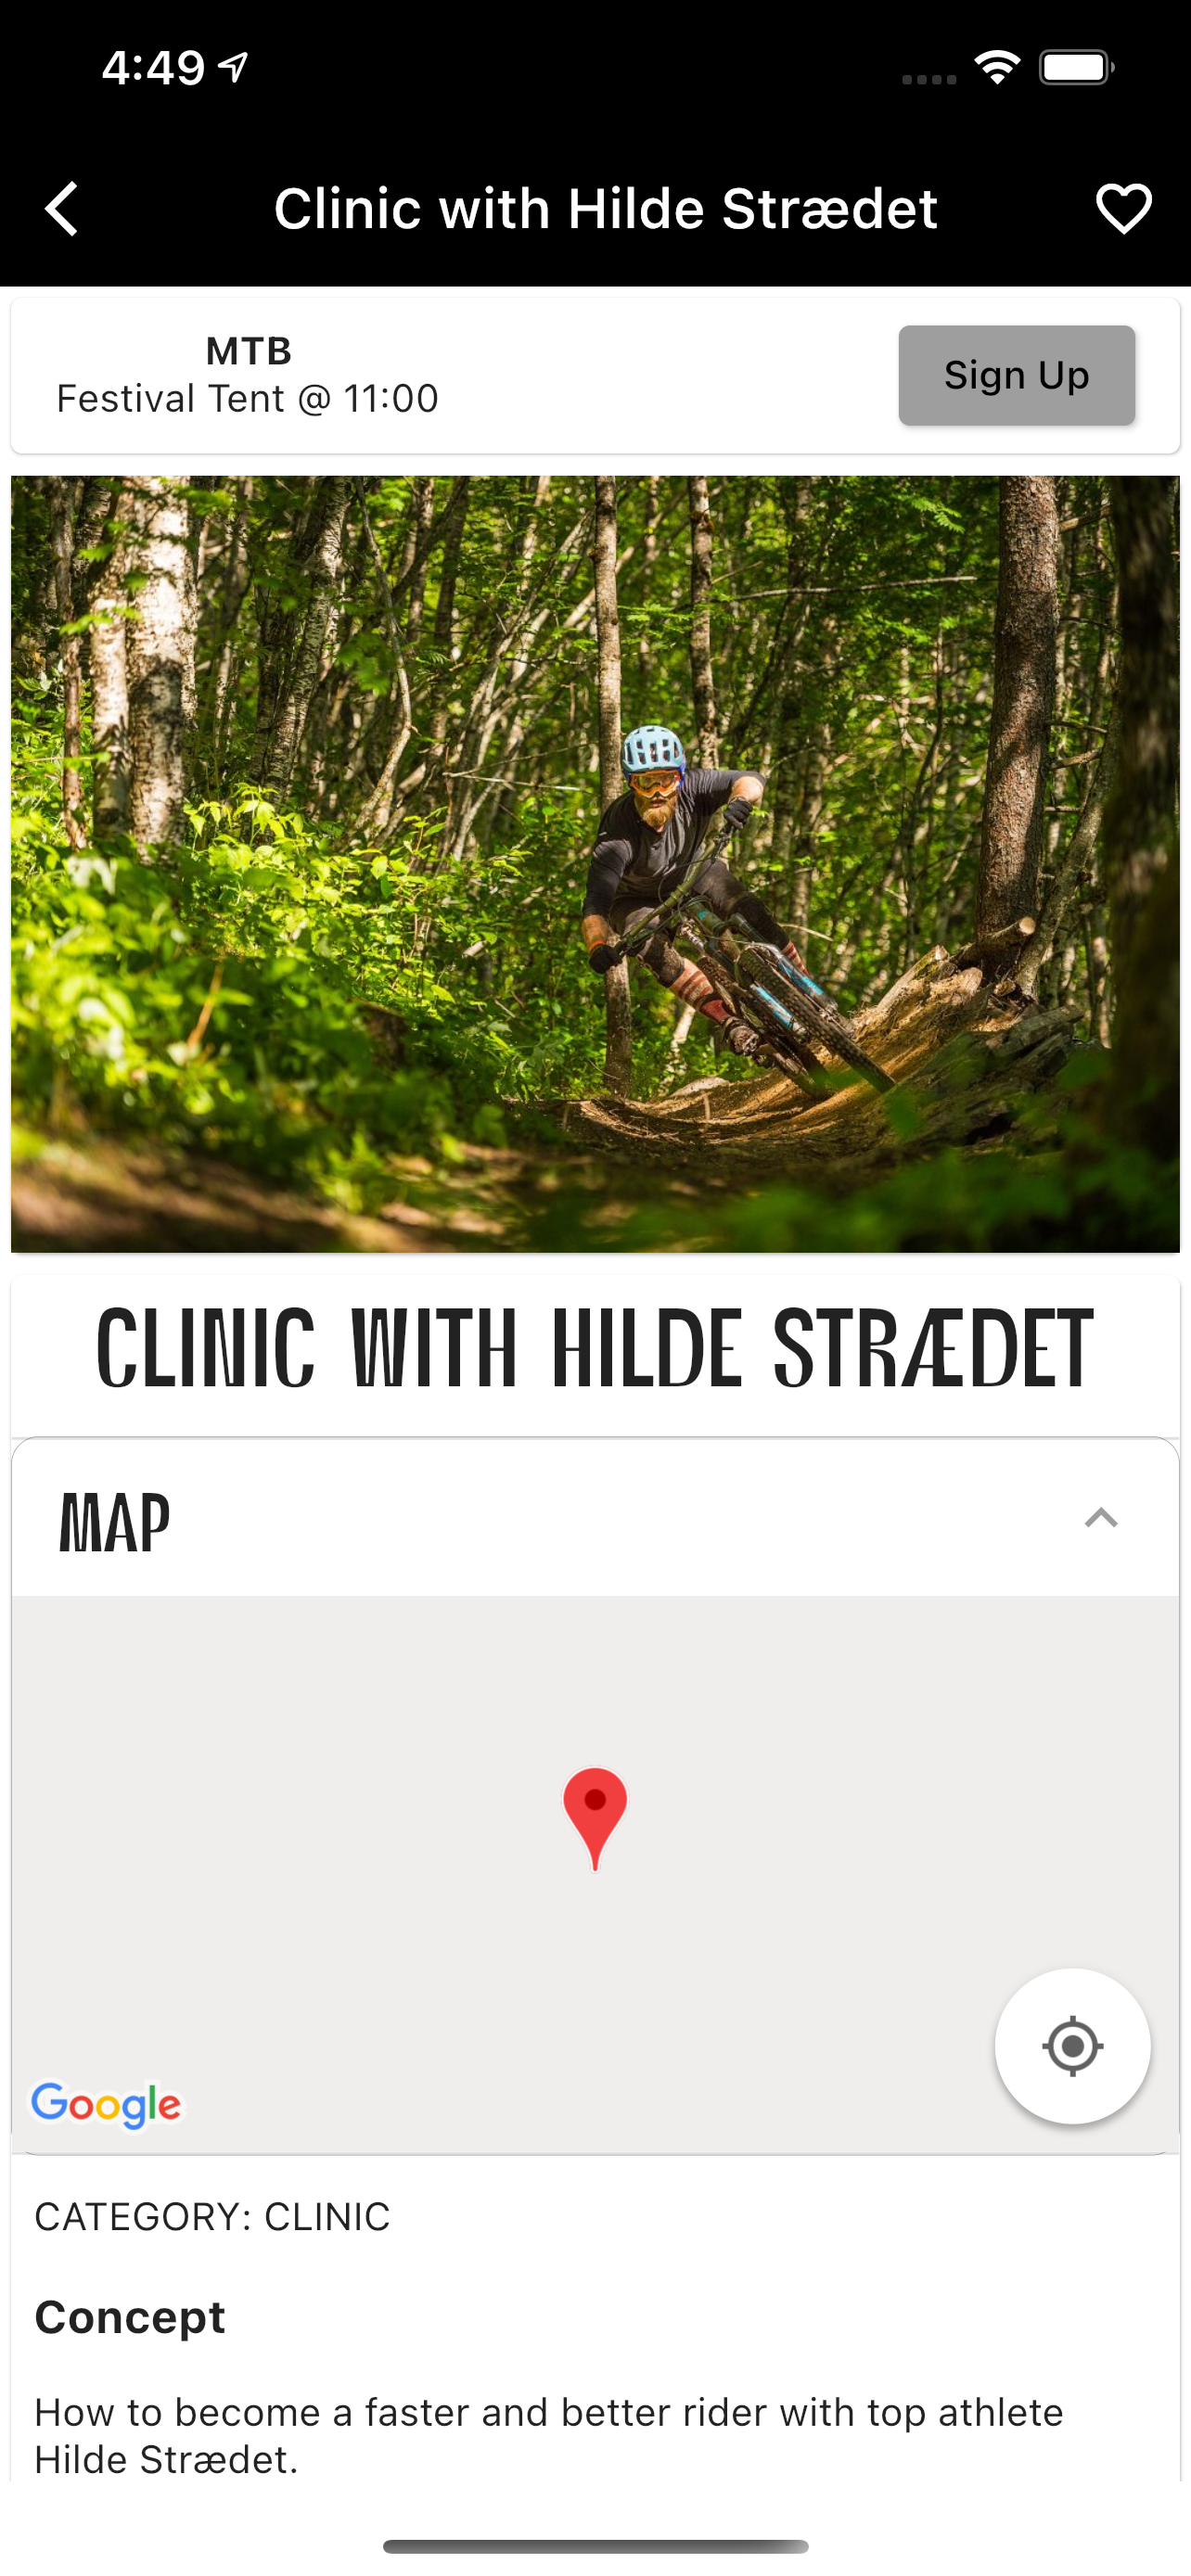 4:49
Clinic with Hilde Strædet
MTB
Festival Tent @ 11:00
Sign Up
CLINIC WITH HILDE STRÆDET
MAP
Google
CATEGORY: CLINIC
Concept
How to become a faster and better rider with top athlete
Hilde Strædet.